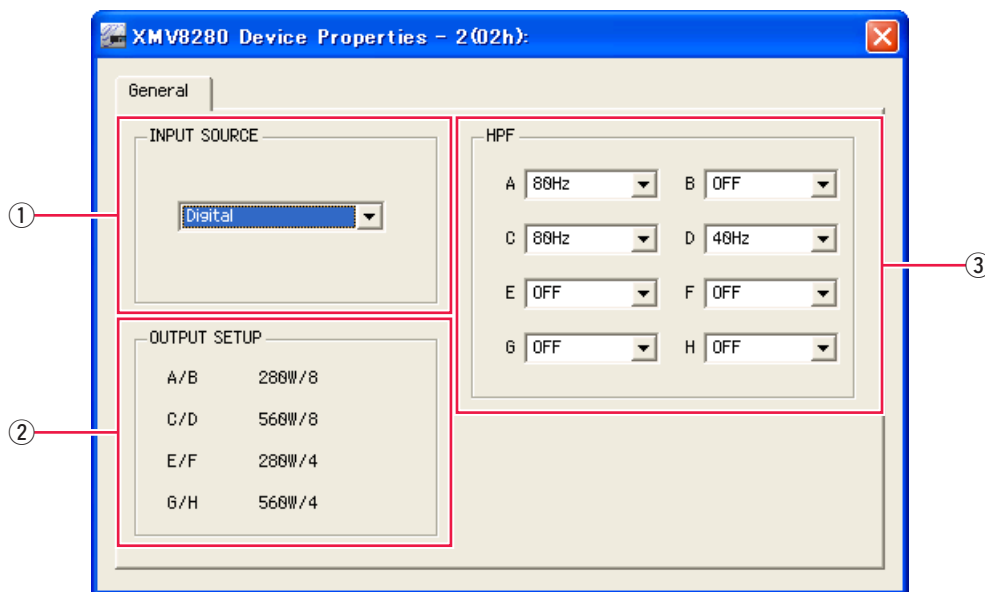 XMV8280 Device Properties - 2(02h):
General
INPUT SOURCE
Digital
①
OUTPUT SETUP
A/B 280W/8
C/D 560W/8
E/F 280W/4
G/H 560W/4
②
HPF
A 80Hz B OFF
C 80Hz D 40Hz
E OFF F OFF
G OFF H OFF
③